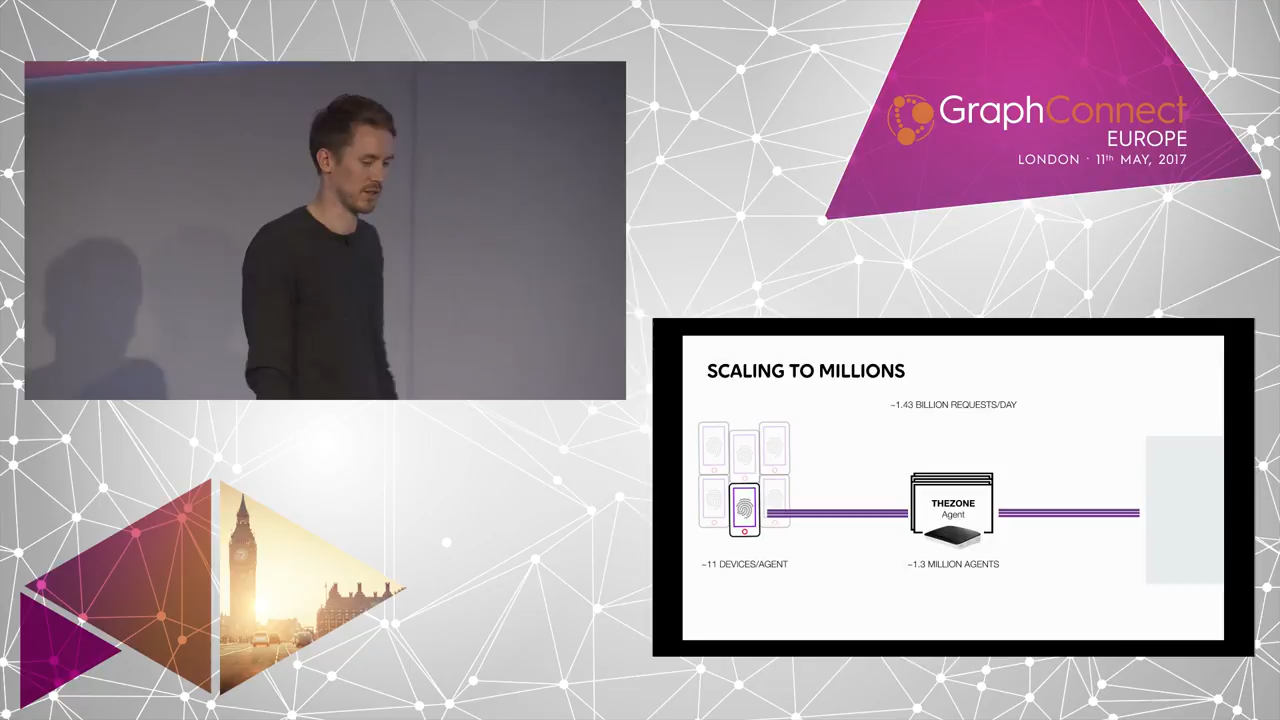 GraphConnect
EUROPE
LONDON · 11th MAY, 2017
SCALING TO MILLIONS
~1.43 BILLION REQUESTS/DAY
THEZONE
Agent
~11 DEVICES/AGENT
~1.3 MILLION AGENTS